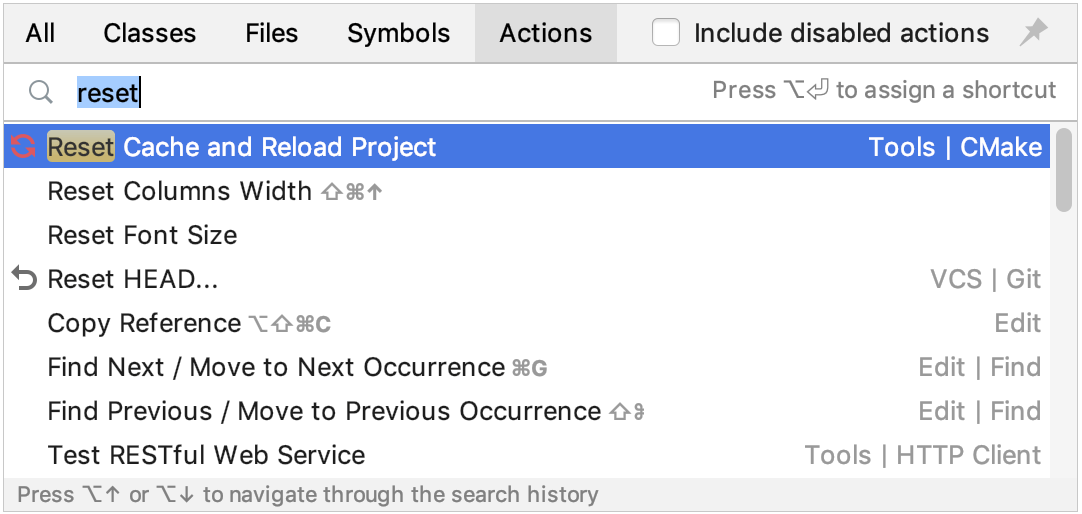 All Classes Files Symbols Actions Include disabled actions
reset Press ⌥⏎ to assign a shortcut
Reset Cache and Reload Project Tools | CMake
Reset Columns Width ⇧⌘↑
Reset Font Size
Reset HEAD... VCS | Git
Copy Reference ⌥⇧⌘C Edit
Find Next / Move to Next Occurrence ⌘G Edit | Find
Find Previous / Move to Previous Occurrence ⇧ Edit | Find
Test RESTful Web Service Tools | HTTP Client
Press ⌥↑ or ⌥↓ to navigate through the search history